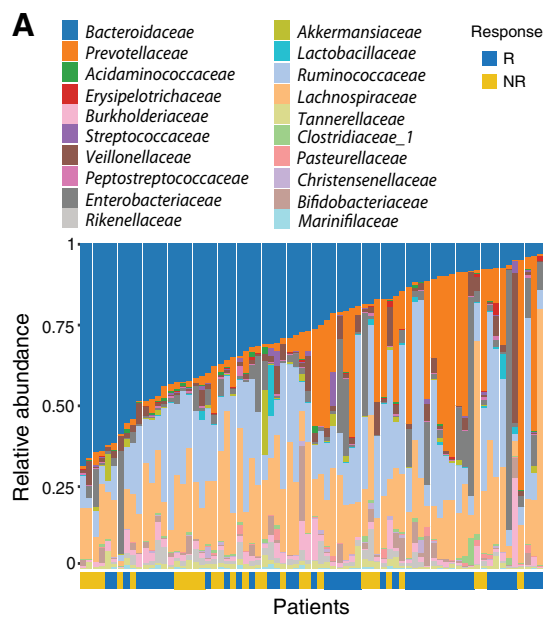 A
Bacteroidaceae
Prevotellaceae
Acidaminococcaceae
Erysipelotrichaceae
Burkholderiaceae
Streptococcaceae
Veillonellaceae
Peptostreptococcaceae
Enterobacteriaceae
Rikenellaceae
Akkermansiaceae
Lactobacillaceae
Ruminococcaceae
Lachnospiraceae
Tannerellaceae
Clostridiaceae_1
Pasteurellaceae
Christensenellaceae
Bifidobacteriaceae
Marinifilaceae
Response
R
NR
Relative abundance
1
0.75
0.50
0.25
0
Patients